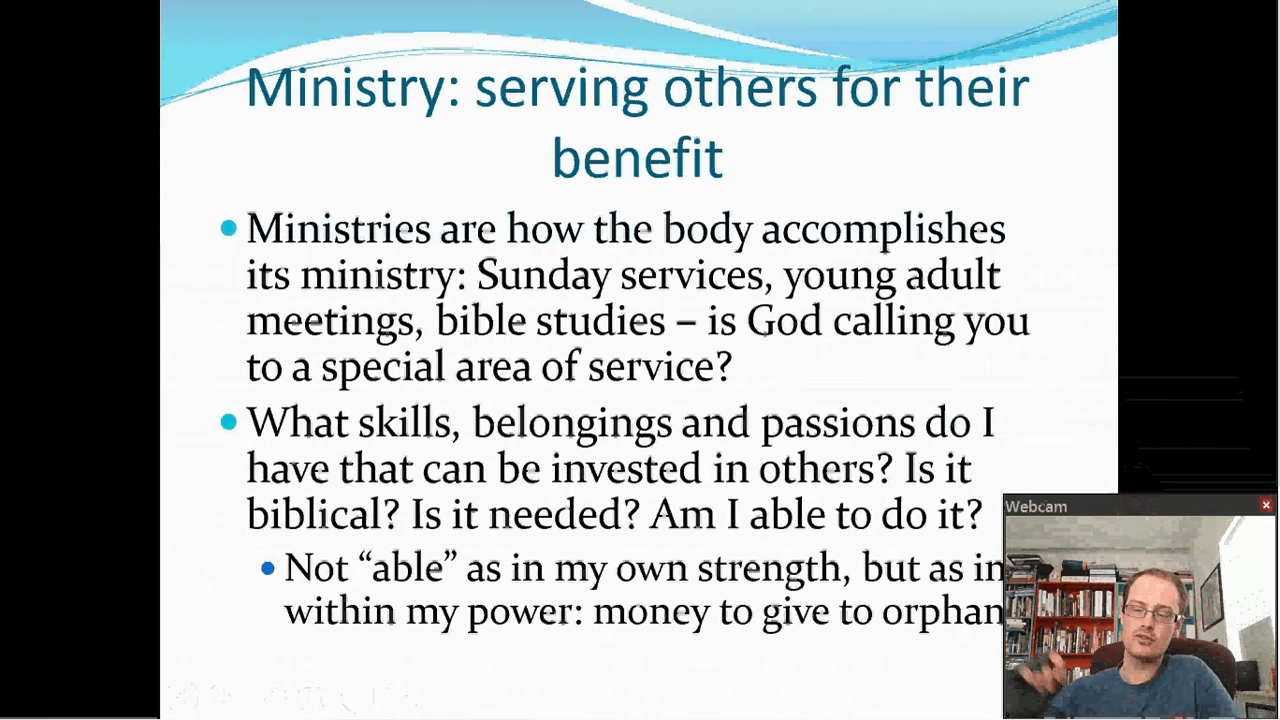 Ministry: serving others for their
benefit
Ministries are how the body accomplishes
its ministry: Sunday services, young adult
meetings, bible studies – is God calling you
to a special area of service?
What skills, belongings and passions do I
have that can be invested in others? Is it
biblical? Is it needed? Am I able to do it?
Not “able” as in my own strength, but as in
within my power: money to give to orphan
Webcam